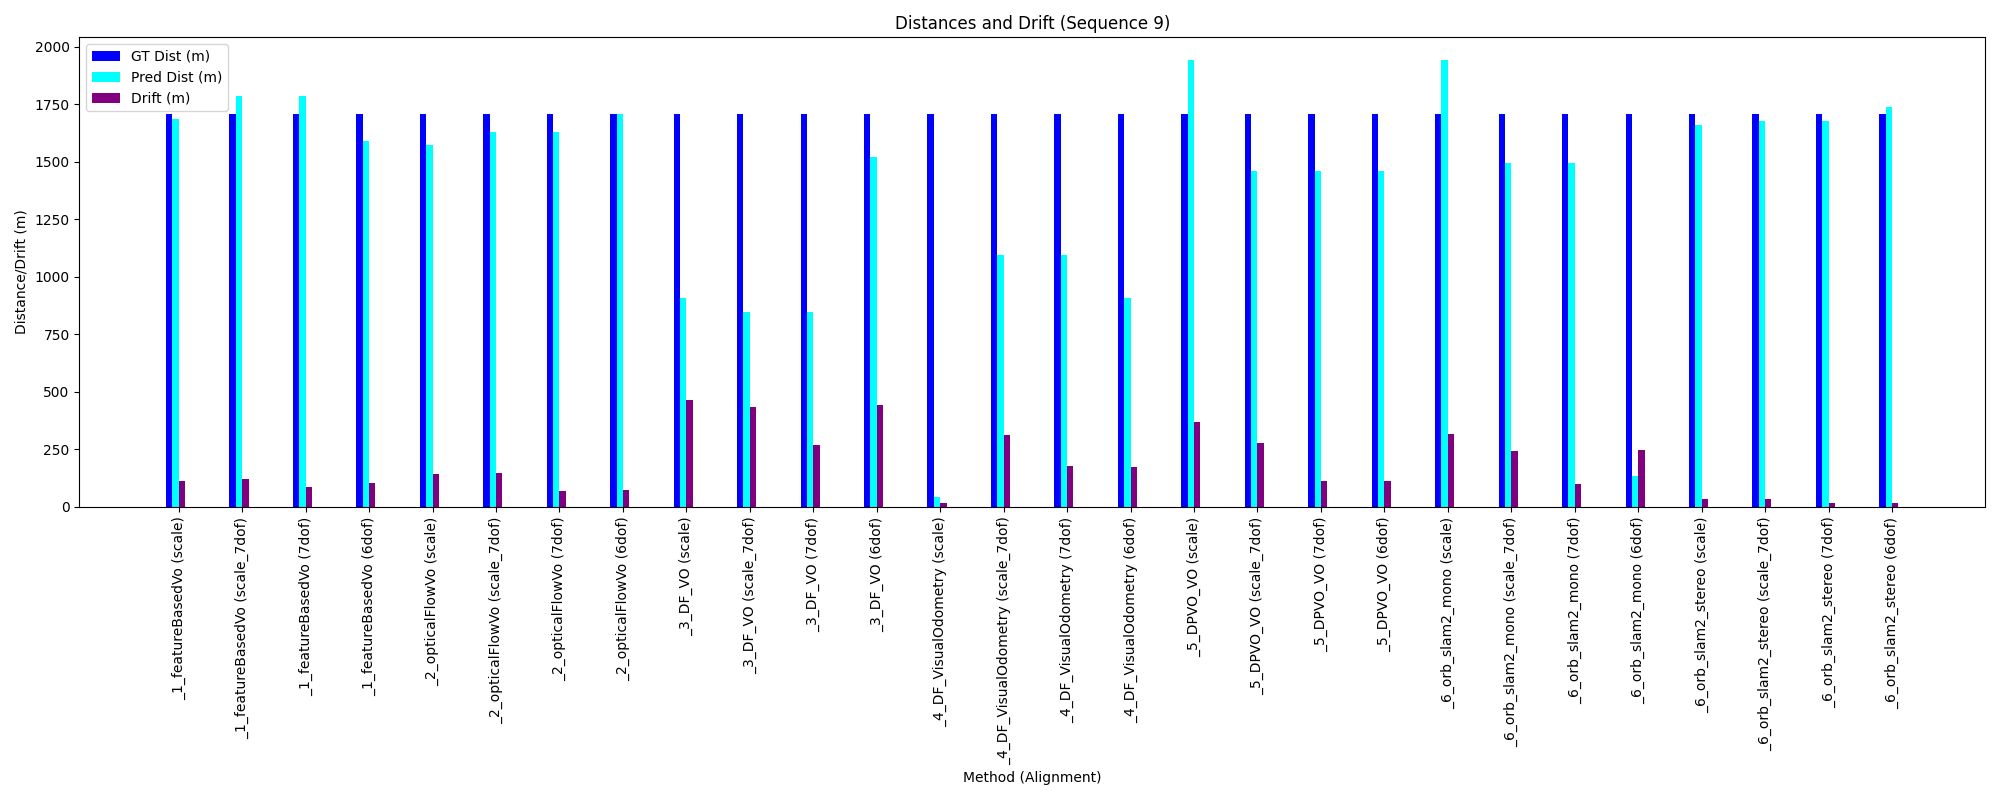 Distances and Drift (Sequence 9)
GT Dist (m)
Pred Dist (m)
Drift (m)
2000
1750
1500
1250
1000
750
500
250
0
Distance/Drift (m)
_1_featureBasedVo (scale)
_1_featureBasedVo (scale_7dof)
_1_featureBasedVo (7dof)
_1_featureBasedVo (6dof)
_2_opticalFlowVo (scale)
_2_opticalFlowVo (scale_7dof)
_2_opticalFlowVo (7dof)
_2_opticalFlowVo (6dof)
_3_DF_VO (scale)
_3_DF_VO (scale_7dof)
_3_DF_VO (7dof)
_3_DF_VO (6dof)
_4_DF_VisualOdometry (scale)
_4_DF_VisualOdometry (scale_7dof)
_4_DF_VisualOdometry (7dof)
_4_DF_VisualOdometry (6dof)
_5_DPVO_VO (scale)
_5_DPVO_VO (scale_7dof)
_5_DPVO_VO (7dof)
_5_DPVO_VO (6dof)
_6_orb_slam2_mono (scale)
_6_orb_slam2_mono (scale_7dof)
_6_orb_slam2_mono (7dof)
_6_orb_slam2_mono (6dof)
_6_orb_slam2_stereo (scale)
_6_orb_slam2_stereo (scale_7dof)
_6_orb_slam2_stereo (7dof)
_6_orb_slam2_stereo (6dof)
Method (Alignment)